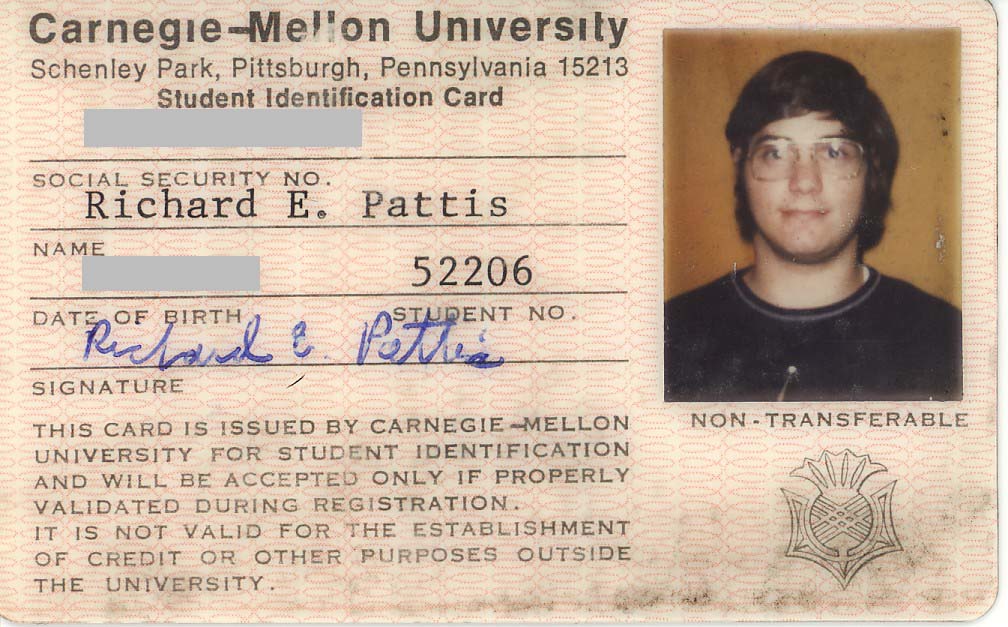 Carnegie-Mellon University
Schenley Park, Pittsburgh, Pennsylvania 15213
Student Identification Card
SOCIAL SECURITY NO.
Richard E. Pattis
NAME
52206
DATE OF BIRTH STUDENT NO.
Richard E. Pattis
SIGNATURE
THIS CARD IS ISSUED BY CARNEGIE-MELLON
UNIVERSITY FOR STUDENT IDENTIFICATION
AND WILL BE ACCEPTED ONLY IF PROPERLY
VALIDATED DURING REGISTRATION.
IT IS NOT VALID FOR THE ESTABLISHMENT
OF CREDIT OR OTHER PURPOSES OUTSIDE
THE UNIVERSITY.
NON-TRANSFERABLE